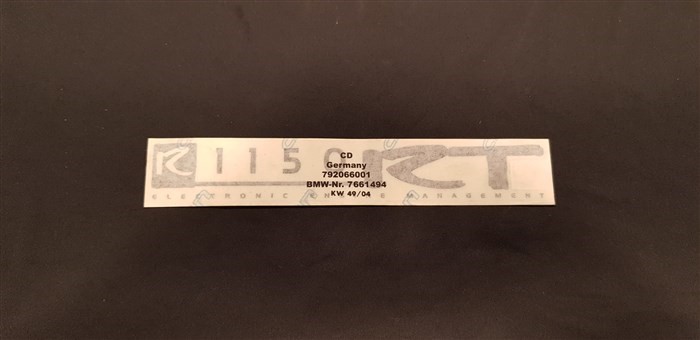 R 1150 RT
CD
Germany
792066001
BMW-Nr. 7661494
KW 49/04
ELECTRONIC ENGINE MANAGEMENT